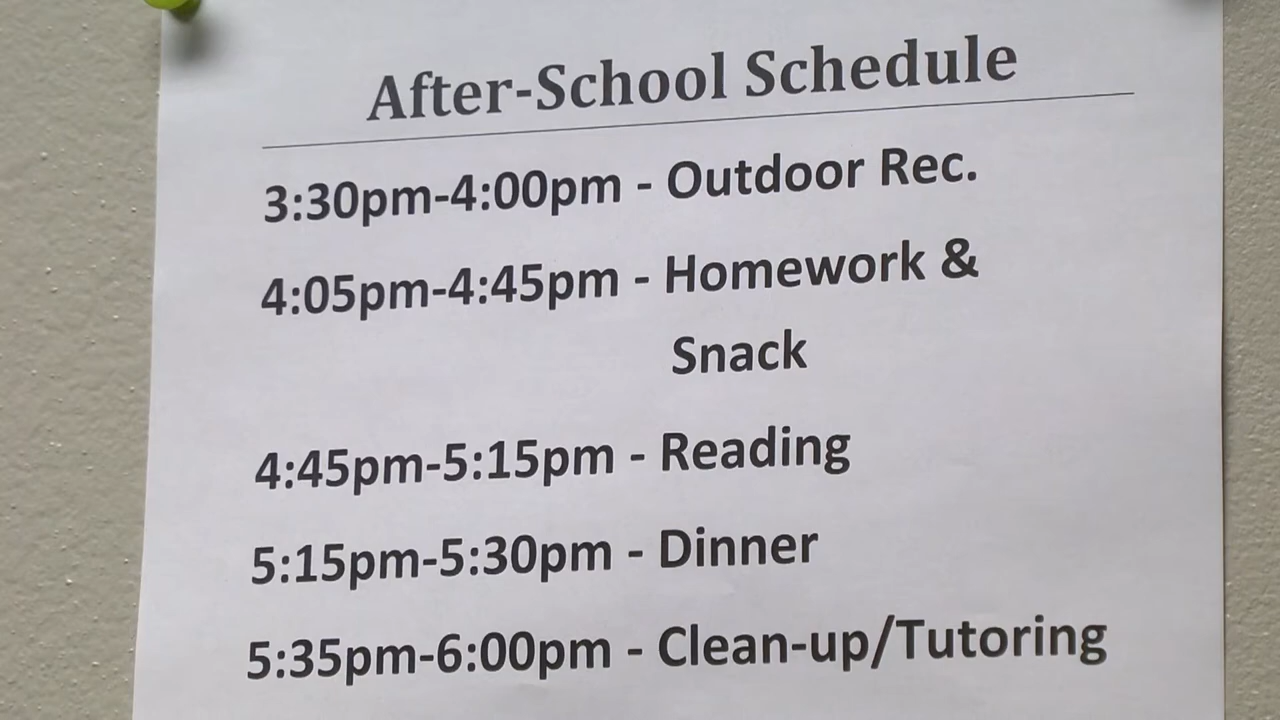 After-School Schedule
3:30pm-4:00pm - Outdoor Rec.
4:05pm-4:45pm - Homework &
Snack
4:45pm-5:15pm - Reading
5:15pm-5:30pm - Dinner
5:35pm-6:00pm - Clean-up/Tutoring